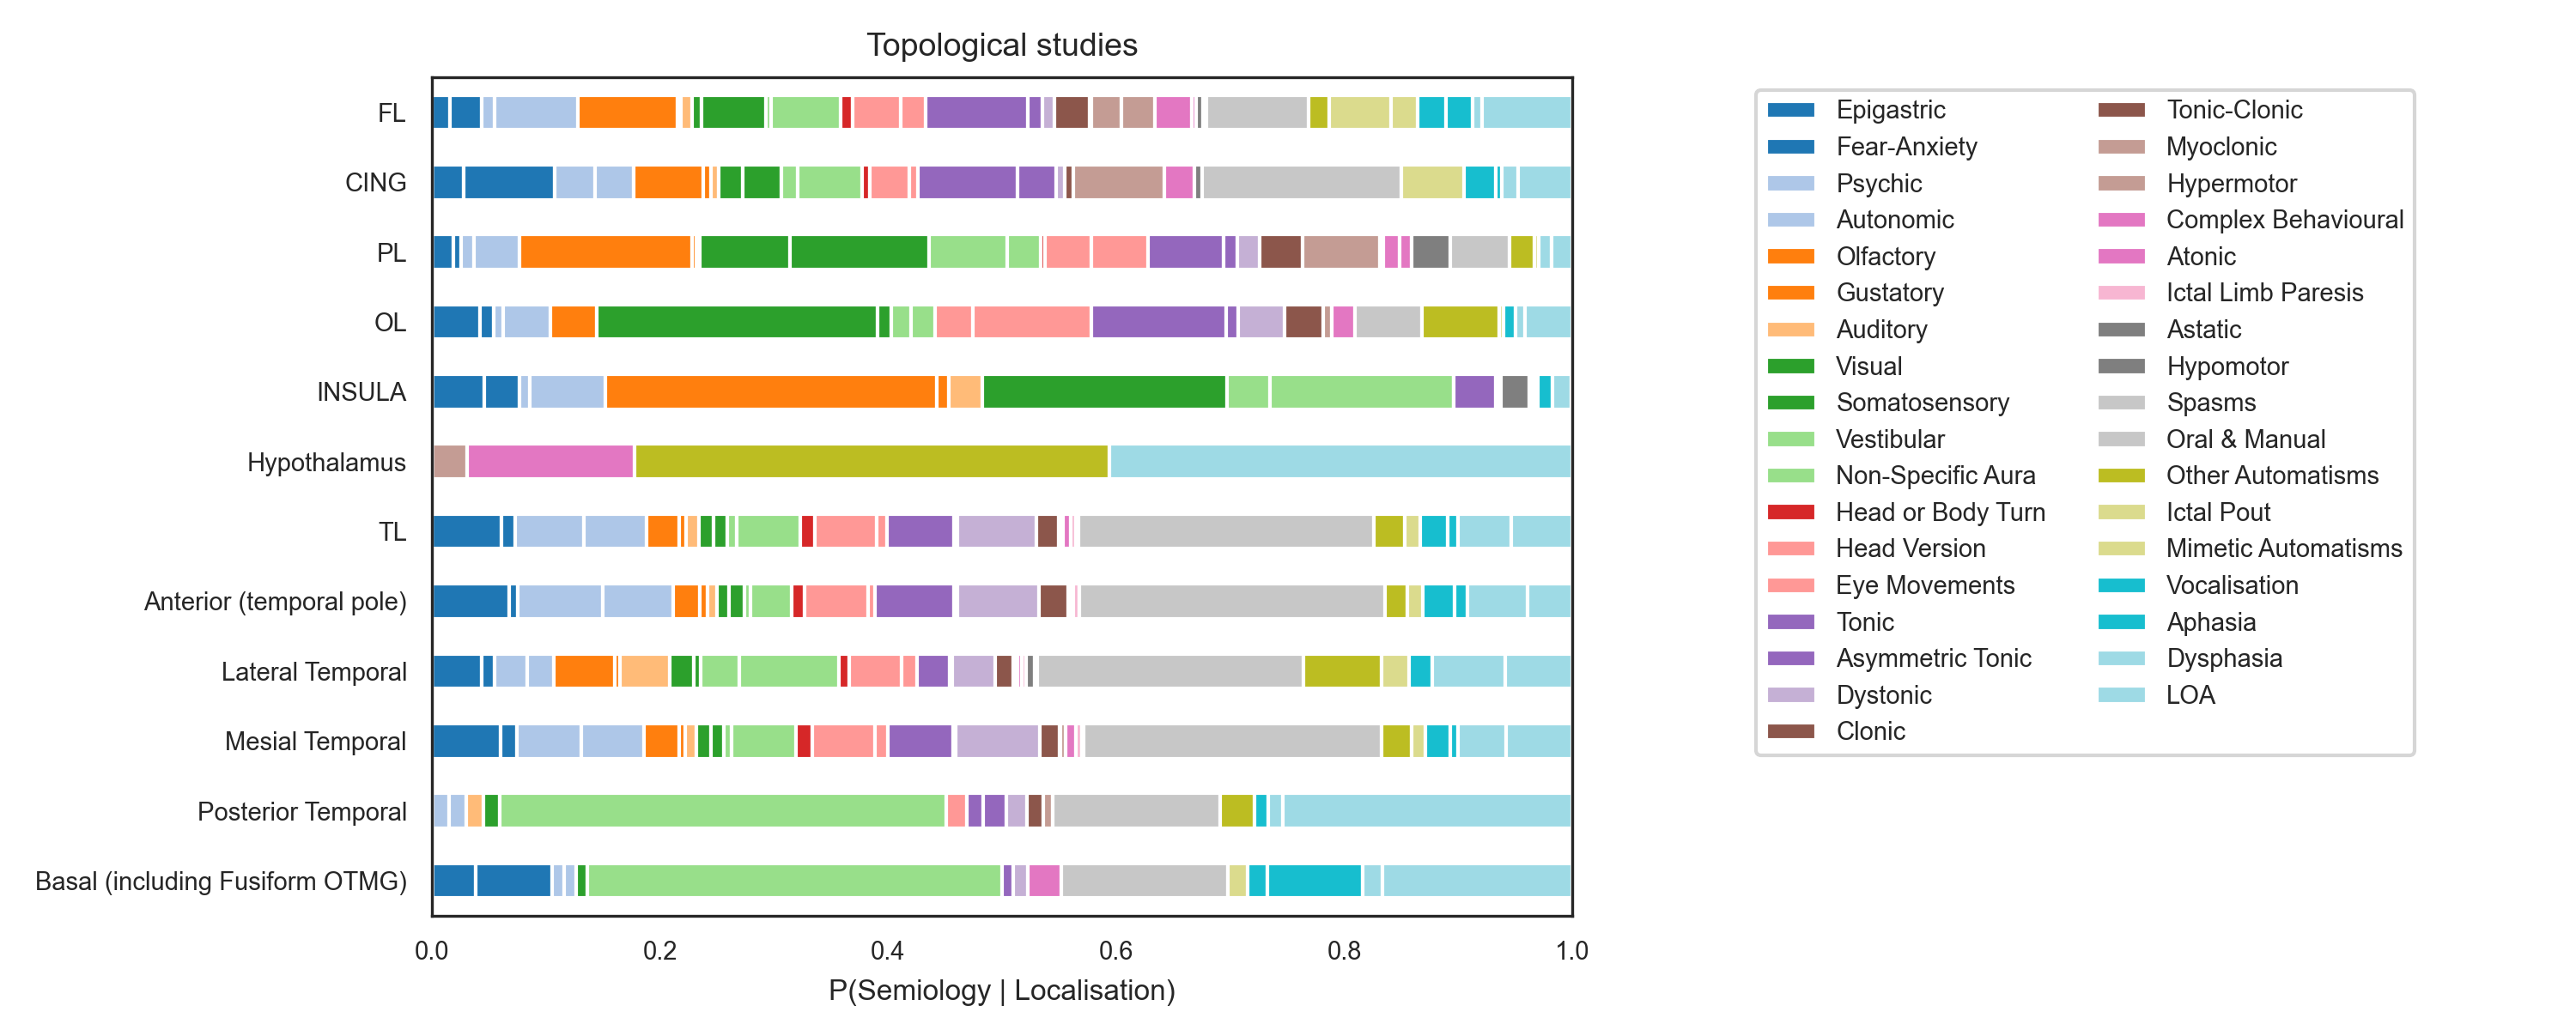 Topological studies
FL
CING
PL
OL
INSULA
Hypothalamus
TL
Anterior (temporal pole)
Lateral Temporal
Mesial Temporal
Posterior Temporal
Basal (including Fusiform OTMG)
0.0 0.2 0.4 0.6 0.8 1.0
P(Semiology | Localisation)
Epigastric
Fear-Anxiety
Psychic
Autonomic
Olfactory
Gustatory
Auditory
Visual
Somatosensory
Vestibular
Non-Specific Aura
Head or Body Turn
Head Version
Eye Movements
Tonic
Asymmetric Tonic
Dystonic
Clonic
Tonic-Clonic
Myoclonic
Hypermotor
Complex Behavioural
Atonic
Ictal Limb Paresis
Astatic
Hypomotor
Spasms
Oral & Manual
Other Automatisms
Ictal Pout
Mimetic Automatisms
Vocalisation
Aphasia
Dysphasia
LOA